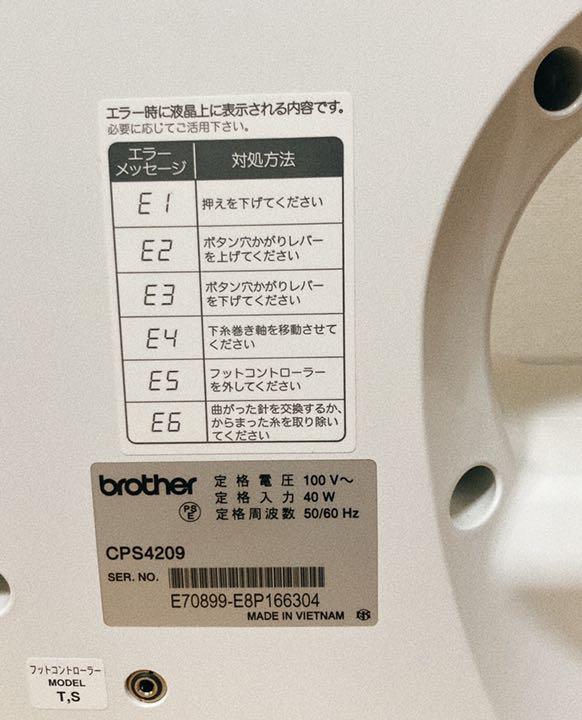 エラー時に液晶上に表示される内容です。
必要に応じてご活用下さい。
エラー
メッセージ
対処方法
E1
押えを下げてください
E2
ボタン穴かがりレバー
を上げてください
E3
ボタン穴かがりレバー
を下げてください
E4
下糸巻き軸を移動させて
ください
E5
フットコントローラー
を外してください
E6
曲がった針を交換するか、
からまった糸を取り除い
てください
brother
PS
E
定格電圧 100 V～
定格入力 40 W
定格周波数 50/60 Hz
CPS4209
SER. NO.
E70899-E8P166304
MADE IN VIETNAM
フットコントローラー
MODEL
T,S